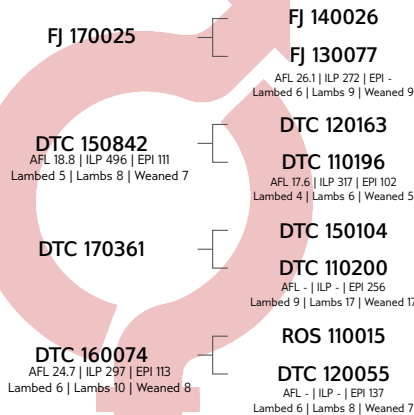 FJ 170025
FJ 140026
FJ 130077
AFL 26.1 | ILP 272 | EPI -
Lambed 6 | Lambs 9 | Weaned 9
DTC 150842
AFL 18.8 | ILP 496 | EPI 111
Lambed 5 | Lambs 8 | Weaned 7
DTC 120163
DTC 110196
AFL 17.6 | ILP 317 | EPI 102
Lambed 4 | Lambs 6 | Weaned 5
DTC 170361
DTC 150104
DTC 110200
AFL - | ILP - | EPI 256
Lambed 9 | Lambs 17 | Weaned 17
DTC 160074
AFL 24.7 | ILP 297 | EPI 113
Lambed 6 | Lambs 10 | Weaned 8
ROS 110015
DTC 120055
AFL - | ILP - | EPI 137
Lambed 6 | Lambs 8 | Weaned 7